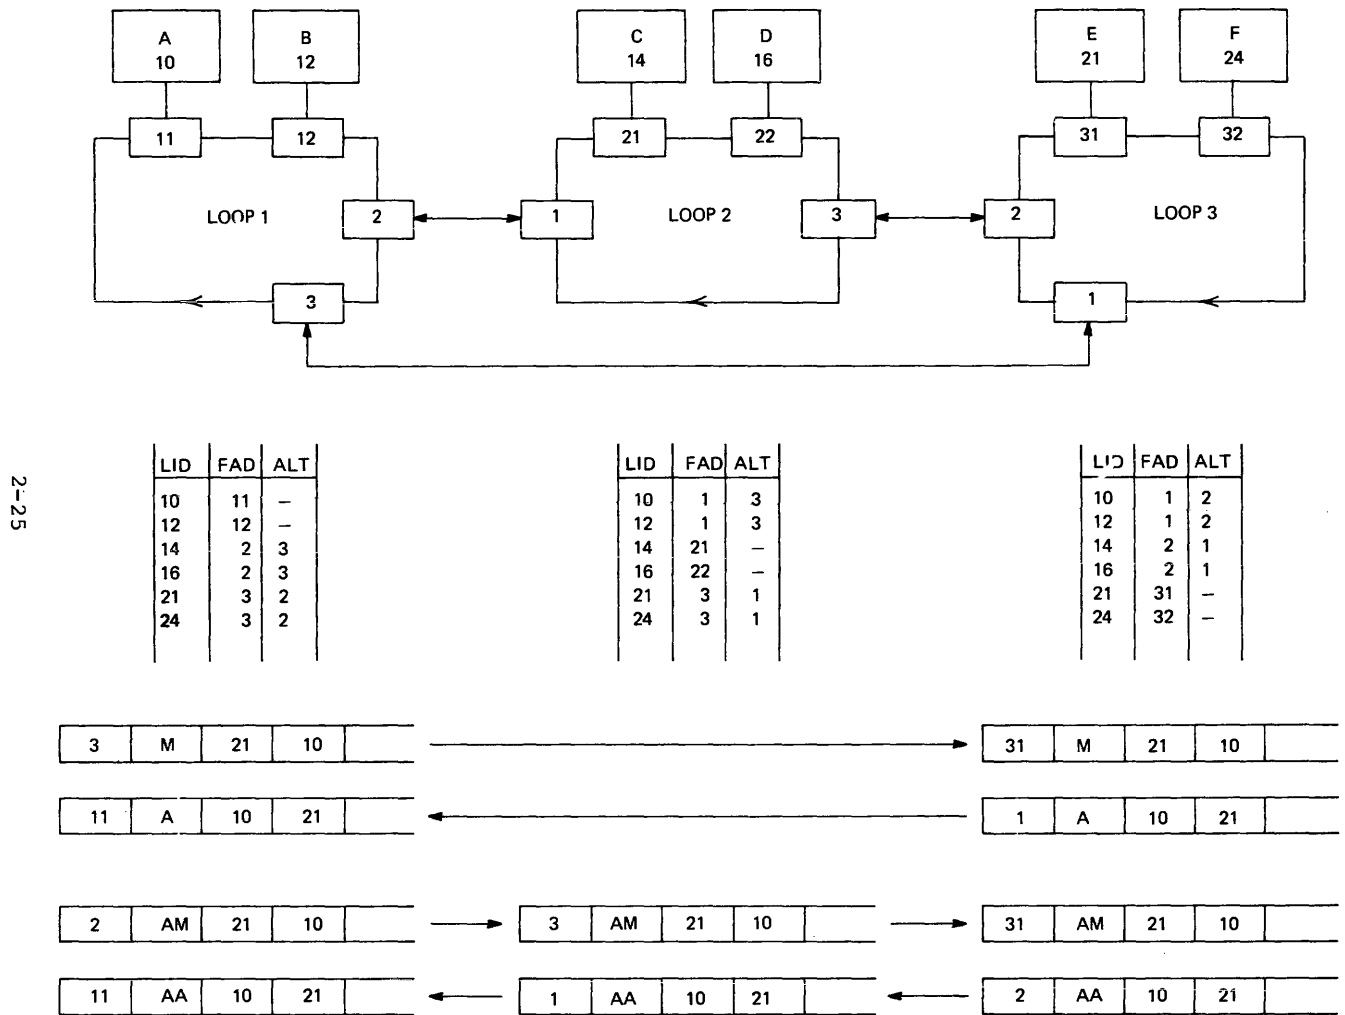 A B C D E F
10 12 14 16 21 24
11 12 21 22 31 32
LOOP 1 2 1 LOOP 2 3 2 LOOP 3
3 1
2-25
LID FAD ALT
10 11 –
12 12 –
14 2 3
16 2 3
21 3 2
24 3 2
LID FAD ALT
10 1 3
12 1 3
14 21 –
16 22 –
21 3 1
24 3 1
LID FAD ALT
10 1 2
12 1 2
14 2 1
16 2 1
21 31 –
24 32 –
3 M 21 10 31 M 21 10
11 A 10 21 1 A 10 21
2 AM 21 10 3 AM 21 10 31 AM 21 10
11 AA 10 21 1 AA 10 21 2 AA 10 21